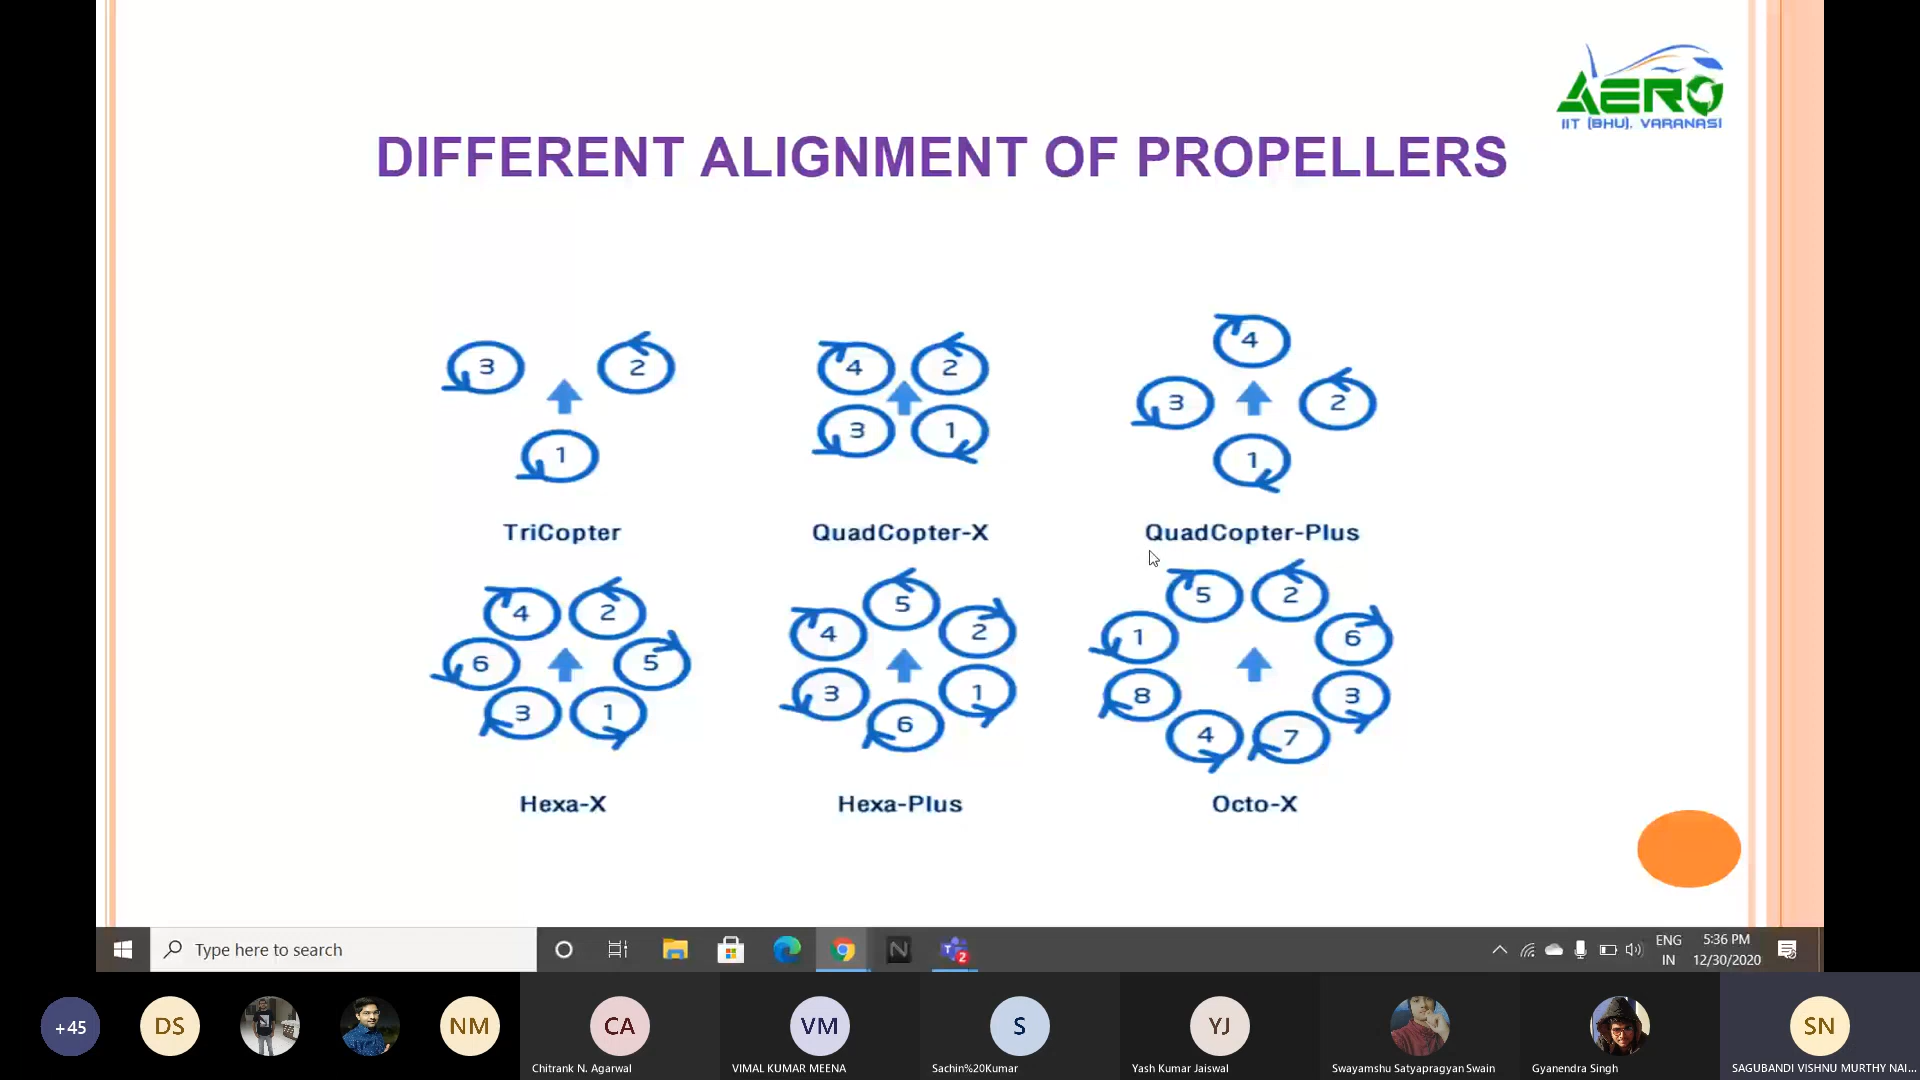 AERO
IIT (BHU), VARANASI
DIFFERENT ALIGNMENT OF PROPELLERS
3 2
1
TriCopter
4 2
3 1
QuadCopter-X
4
3 2
1
QuadCopter-Plus
4 2
6 5
3 1
Hexa-X
5
4 2
3 1
6
Hexa-Plus
5 2
1 6
8 3
4 7
Octo-X
Type here to search
N
T
2
ENG
IN
5:36 PM
12/30/2020
+45
DS
NM
CA
Chitrank N. Agarwal
VM
VIMAL KUMAR MEENA
S
Sachin%20Kumar
YJ
Yash Kumar Jaiswal
Swayamshu Satyapragyan Swain
Gyanendra Singh
SN
SAGUBANDI VISHNU MURTHY NAI...